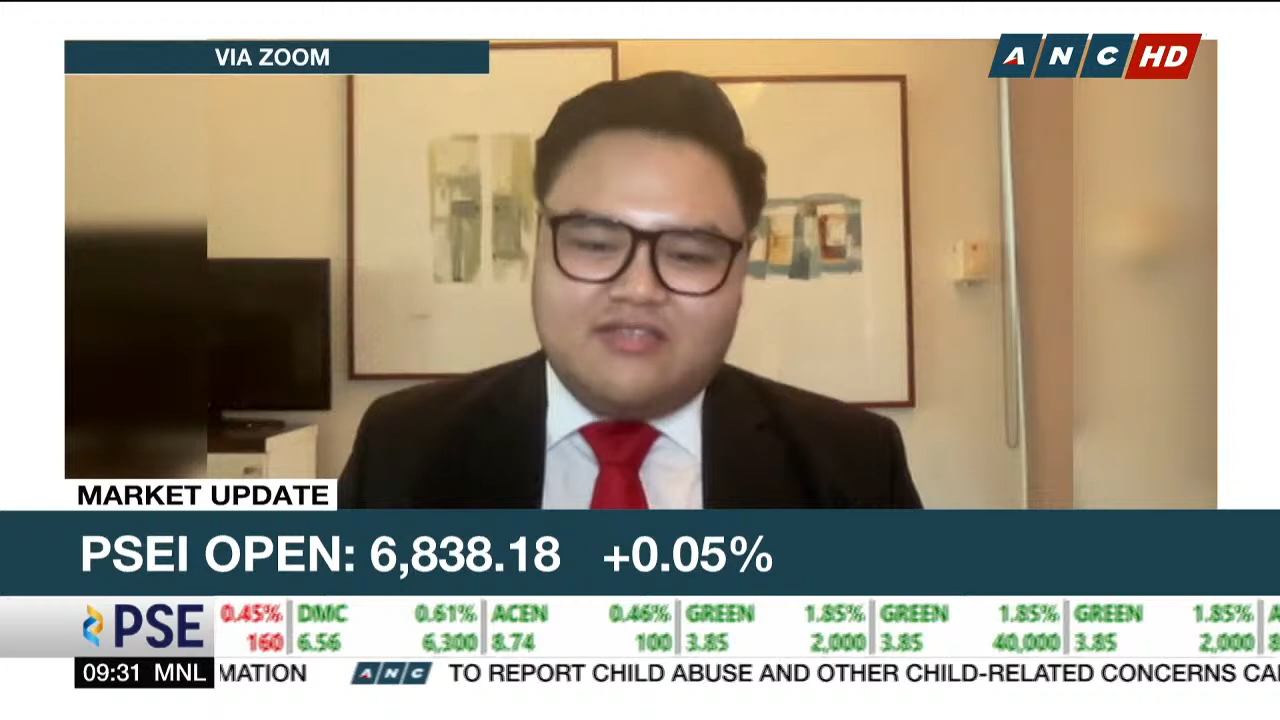 VIA ZOOM
ANC HD
MARKET UPDATE
PSEI OPEN: 6,838.18 +0.05%
PSE
0.45% DMC 0.61% ACEN 0.46% GREEN 1.85% GREEN 1.85% GREEN 1.85%
160 6.56 6,300 8.74 100 3.85 2,000 3.85 40,000 3.85 2,000
09:31 MNL MATION ANC TO REPORT CHILD ABUSE AND OTHER CHILD-RELATED CONCERNS CA